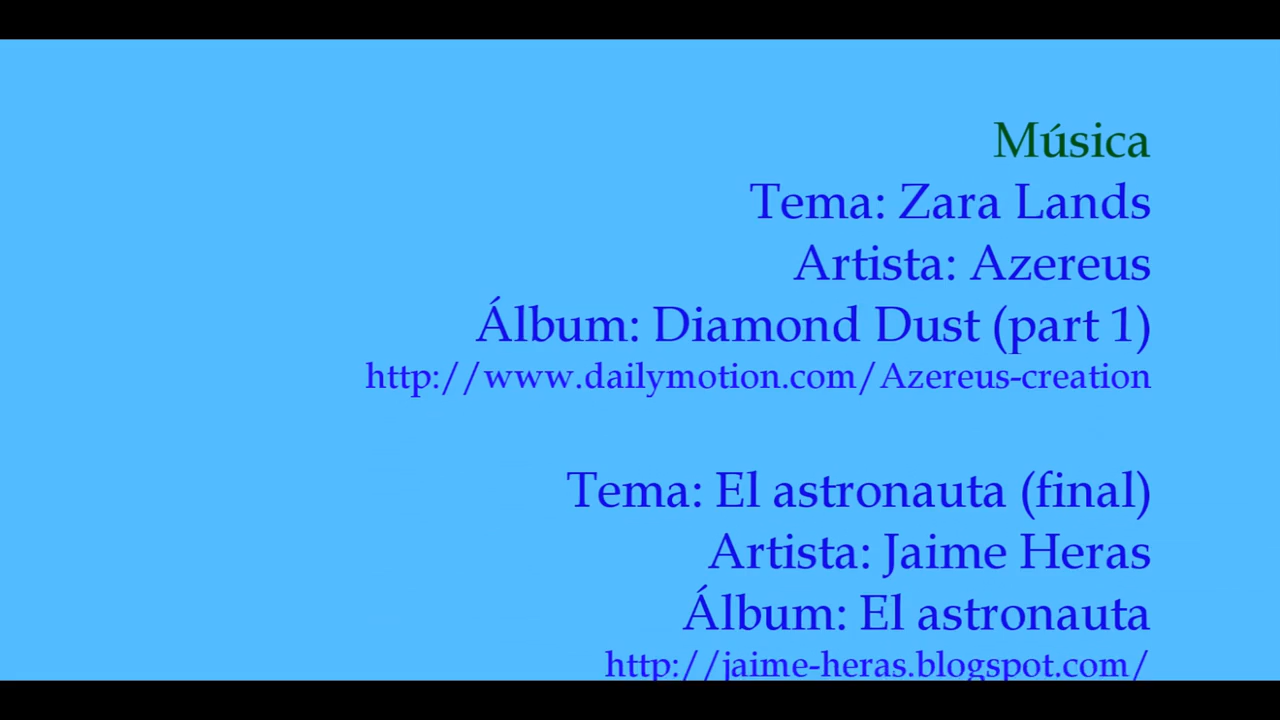 Música
Tema: Zara Lands
Artista: Azereus
Álbum: Diamond Dust (part 1)
http://www.dailymotion.com/Azereus-creation
Tema: El astronauta (final)
Artista: Jaime Heras
Álbum: El astronauta
http://jaime-heras.blogspot.com/